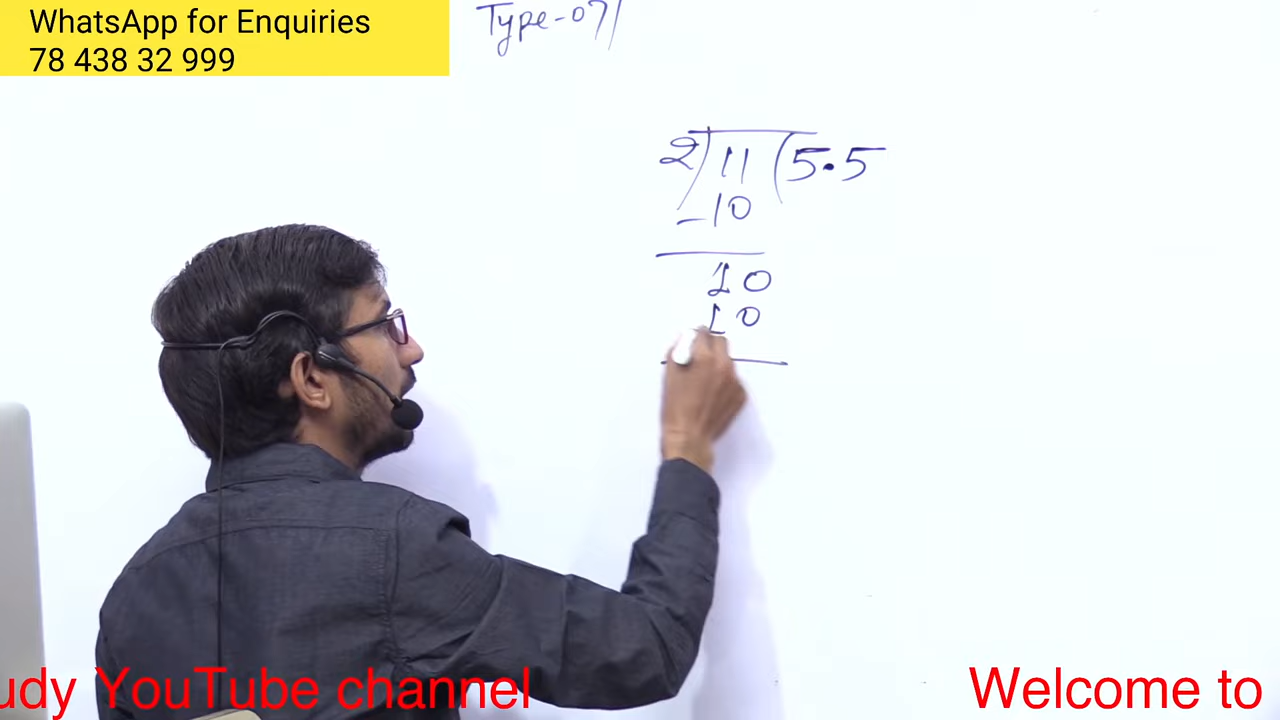 WhatsApp for Enquiries
78 438 32 999
Type-07
2) 11 (5.5
-10
10
10
udy YouTube channel
Welcome to